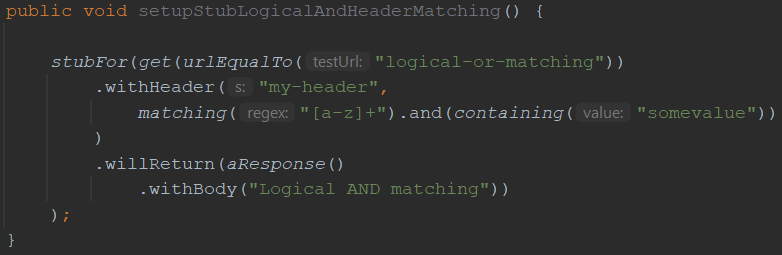 public void setupStubLogicalAndHeaderMatching() {
stubFor(get(urlEqualTo( testUrl: "logical-or-matching"))
.withHeader( s: "my-header",
matching( regex: "[a-z]+").and(containing( value: "somevalue"))
)
.willReturn(aResponse()
.withBody("Logical AND matching"))
);
}